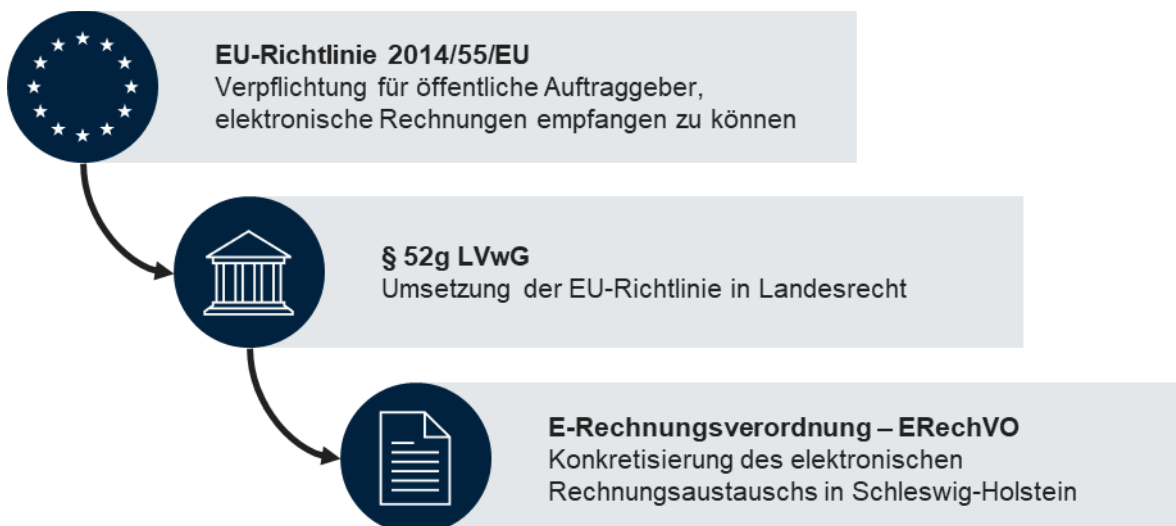 EU-Richtlinie 2014/55/EU
Verpflichtung für öffentliche Auftraggeber,
elektronische Rechnungen empfangen zu können
§ 52g LVwG
Umsetzung der EU-Richtlinie in Landesrecht
E-Rechnungsverordnung – ERechVO
Konkretisierung des elektronischen
Rechnungsaustauschs in Schleswig-Holstein